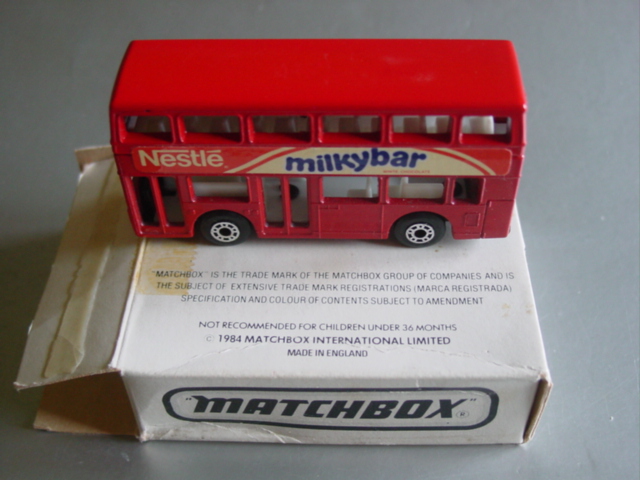 Nestlé milkybar
WHITE CHOCOLATE
"MATCHBOX" IS THE TRADE MARK OF THE MATCHBOX GROUP OF COMPANIES AND IS
THE SUBJECT OF EXTENSIVE TRADE MARK REGISTRATIONS (MARCA REGISTRADA)
SPECIFICATION AND COLOUR OF CONTENTS SUBJECT TO AMENDMENT
NOT RECOMMENDED FOR CHILDREN UNDER 36 MONTHS
© 1984 MATCHBOX INTERNATIONAL LIMITED
MADE IN ENGLAND
"MATCHBOX"®